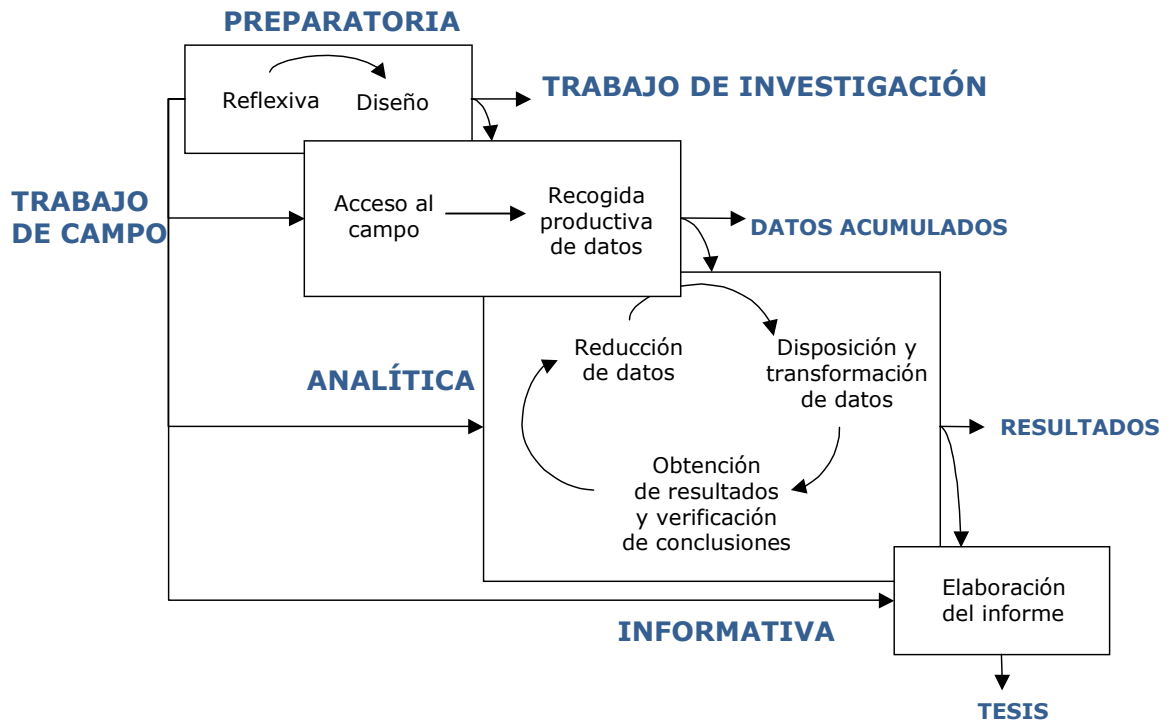 PREPARATORIA
Reflexiva
Diseño
TRABAJO DE INVESTIGACIÓN
TRABAJO
DE CAMPO
Acceso al
campo
Recogida
productiva
de datos
DATOS ACUMULADOS
ANALÍTICA
Reducción
de datos
Disposición y
transformación
de datos
Obtención
de resultados
y verificación
de conclusiones
RESULTADOS
INFORMATIVA
Elaboración
del informe
TESIS